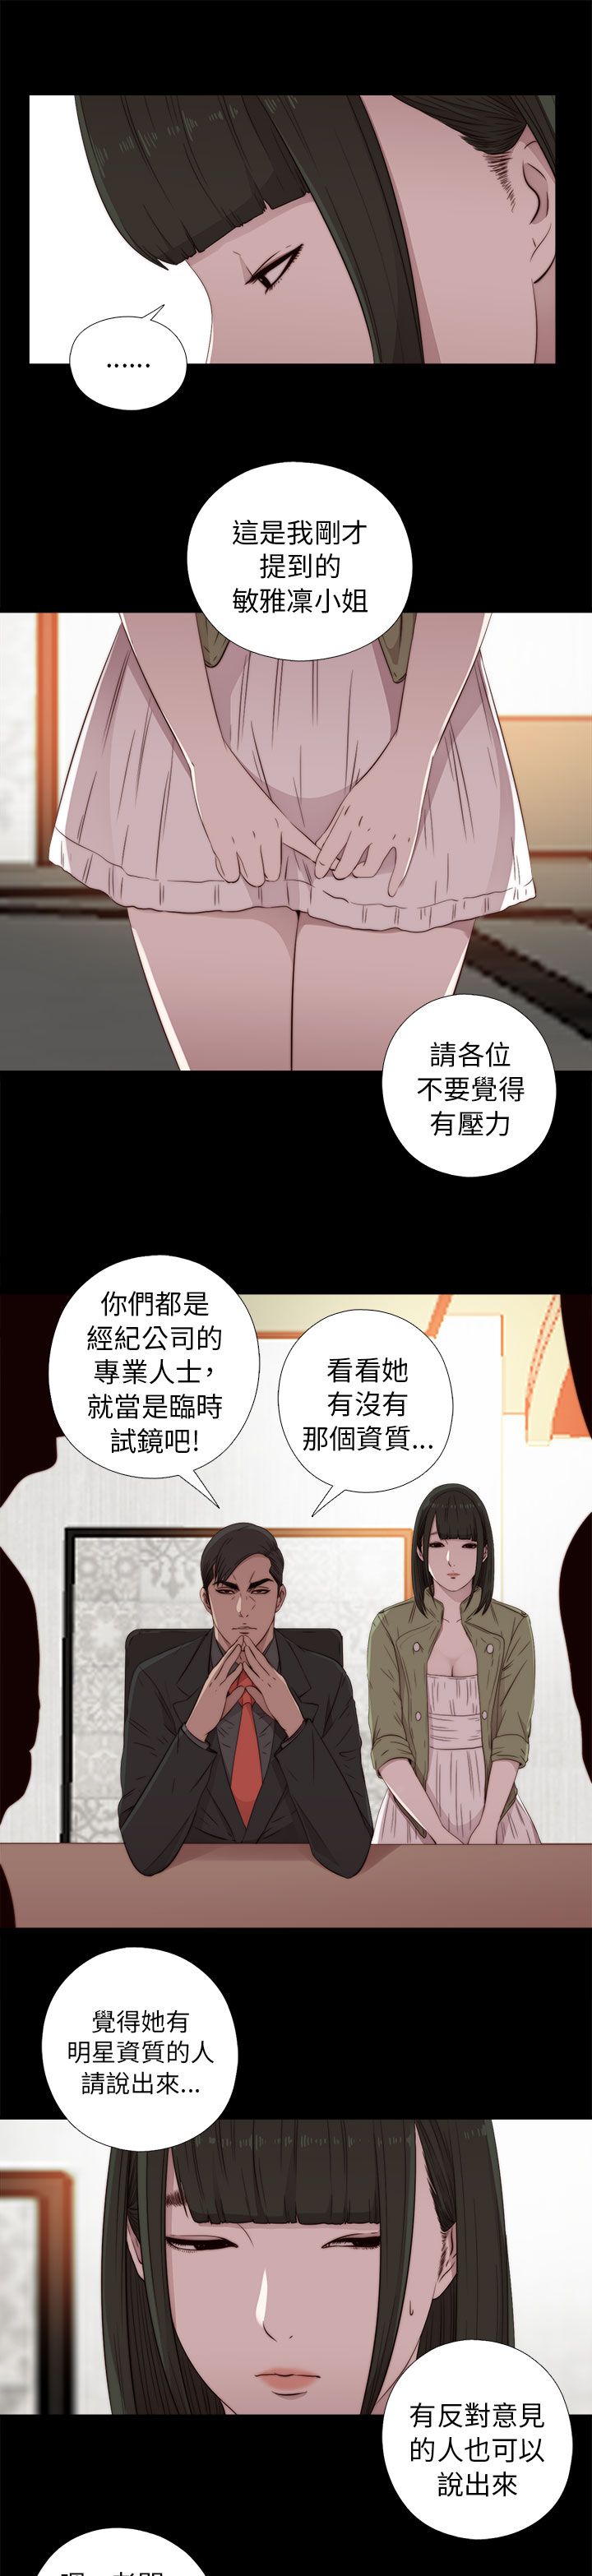 ……
這是我剛才
提到的
敏雅凜小姐
請各位
不要覺得
有壓力
你們都是
經紀公司的
專業人士，
就當是臨時
試鏡吧！
看看她
有沒有
那個資質…
覺得她有
明星資質的人
請說出來…
有反對意見
的人也可以
說出來